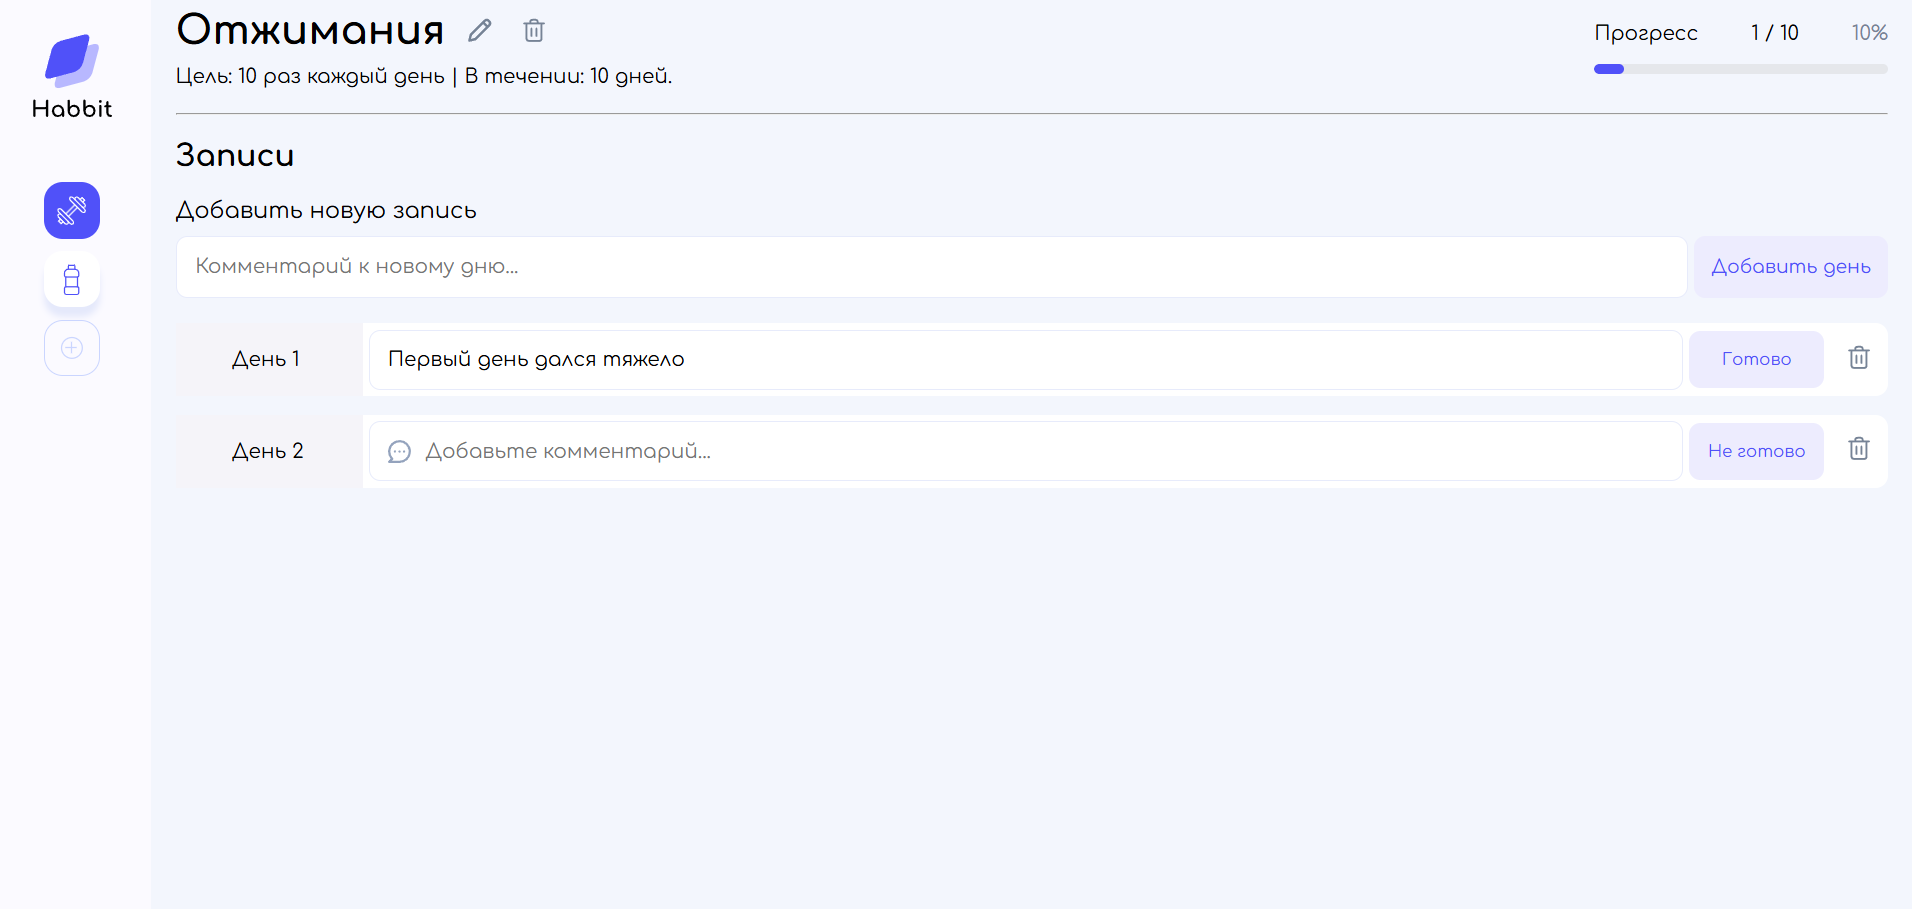 Habbit
Отжимания
Цель: 10 раз каждый день | В течении: 10 дней.
Прогресс 1 / 10 10%
Записи
Добавить новую запись
Комментарий к новому дню...
Добавить день
День 1
Первый день дался тяжело
Готово
День 2
Добавьте комментарий...
Не готово